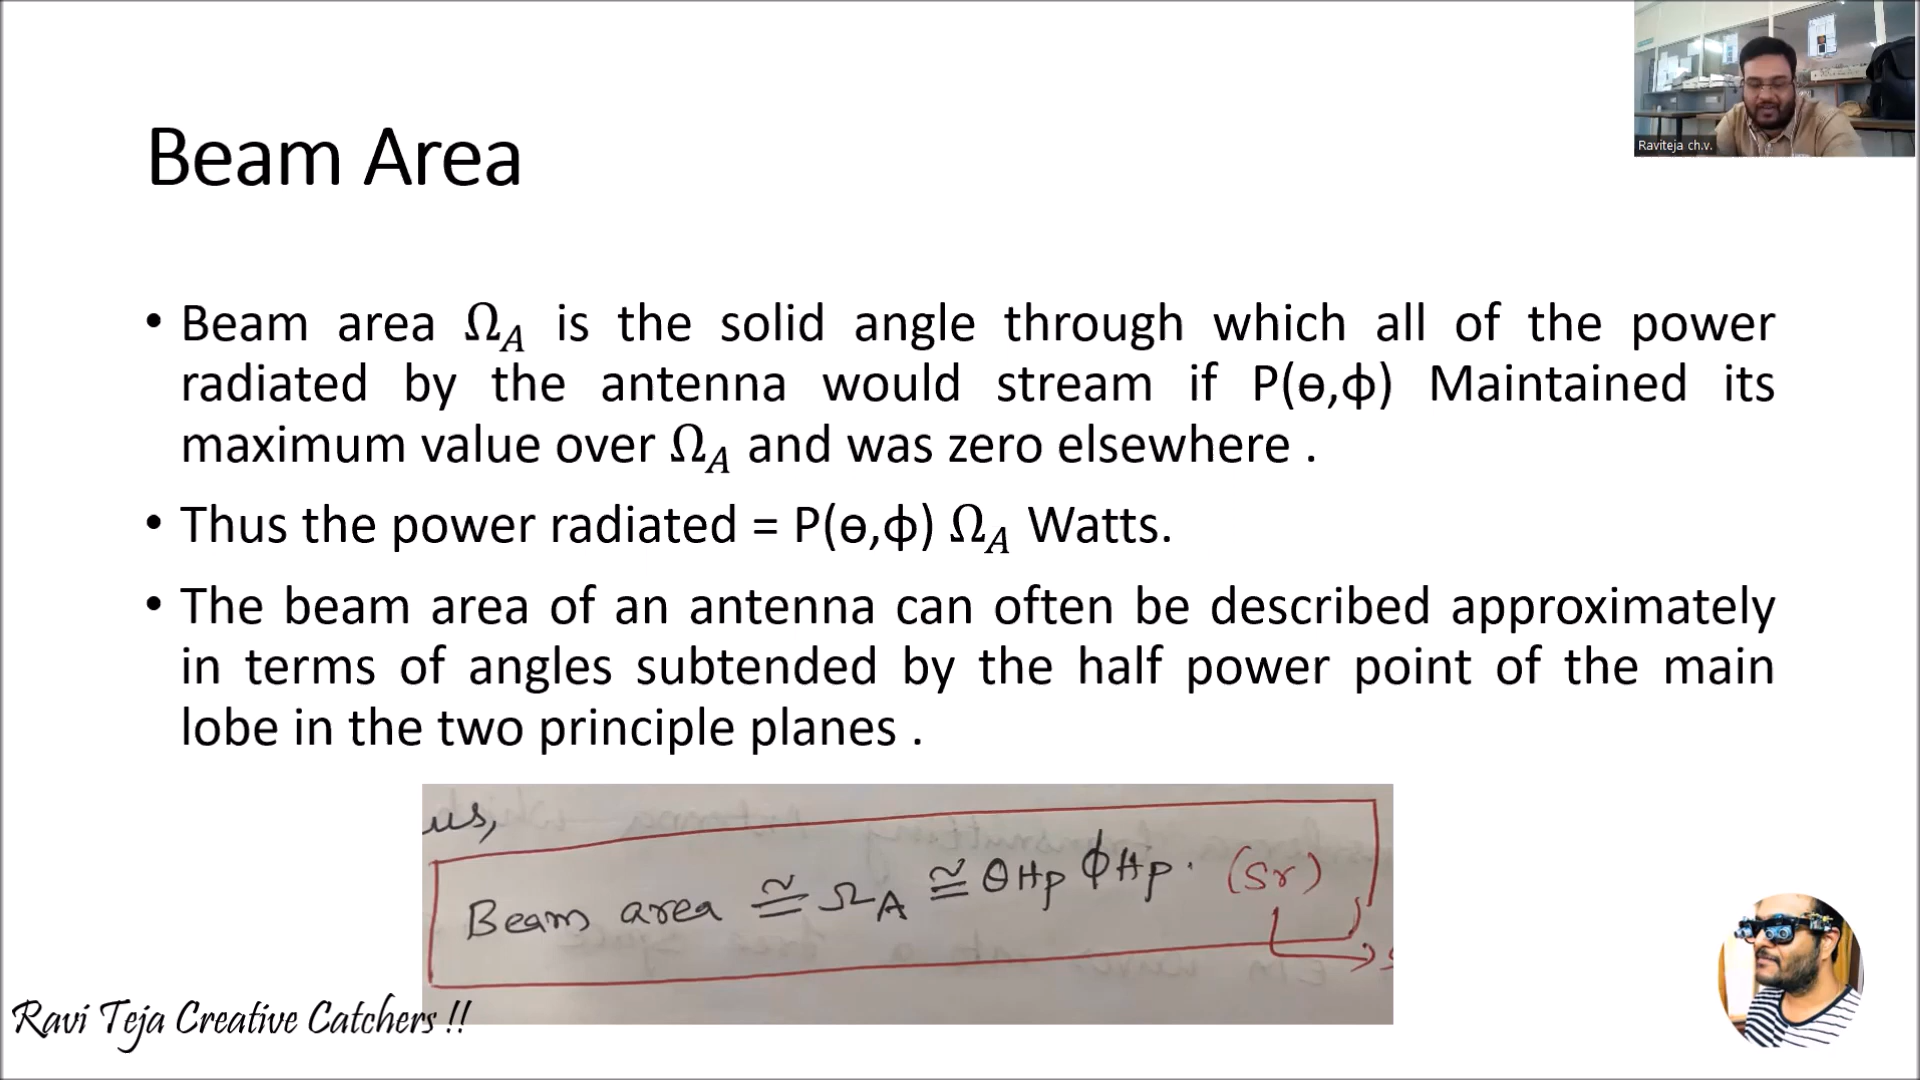 Raviteja ch.v.
Beam Area
• Beam area Ω_A is the solid angle through which all of the power
radiated by the antenna would stream if P(ɵ,ф) Maintained its
maximum value over Ω_A and was zero elsewhere .
• Thus the power radiated = P(ɵ,ф) Ω_A Watts.
• The beam area of an antenna can often be described approximately
in terms of angles subtended by the half power point of the main
lobe in the two principle planes .
us,
Beam area ≅ Ω_A ≅ θHp ϕHp. (Sr)
Ravi Teja Creative Catchers !!